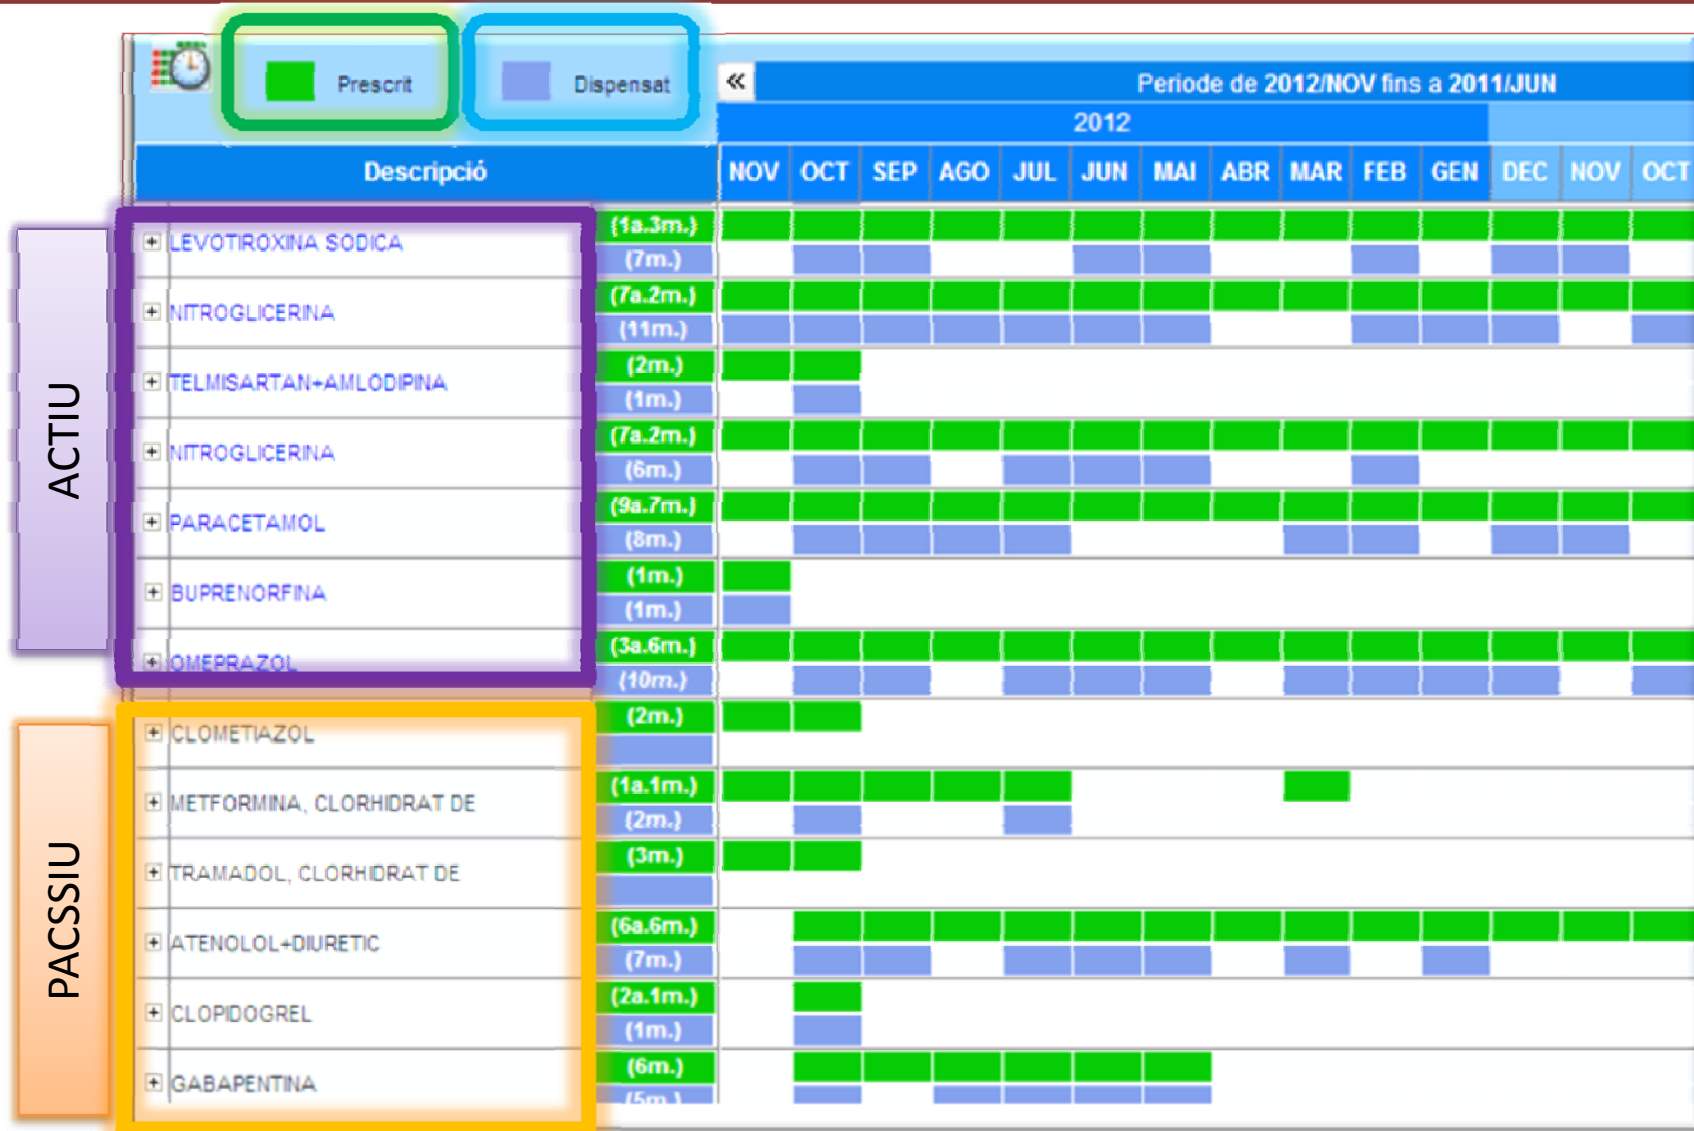 Prescrit
Dispensat
«
Periode de 2012/NOV fins a 2011/JUN
2012
Descripció
NOV OCT SEP AGO JUL JUN MAI ABR MAR FEB GEN DEC NOV OCT
ACTIU
LEVOTIROXINA SODICA
(1a.3m.)
(7m.)
NITROGLICERINA
(7a.2m.)
(11m.)
TELMISARTAN+AMLODIPINA
(2m.)
(1m.)
NITROGLICERINA
(7a.2m.)
(6m.)
PARACETAMOL
(9a.7m.)
(8m.)
BUPRENORFINA
(1m.)
(1m.)
OMEPRAZOL
(3a.6m.)
(10m.)
PACSSIU
CLOMETIAZOL
(2m.)
METFORMINA, CLORHIDRAT DE
(1a.1m.)
(2m.)
TRAMADOL, CLORHIDRAT DE
(3m.)
ATENOLOL+DIURETIC
(6a.6m.)
(7m.)
CLOPIDOGREL
(2a.1m.)
(1m.)
GABAPENTINA
(6m.)
(5m.)